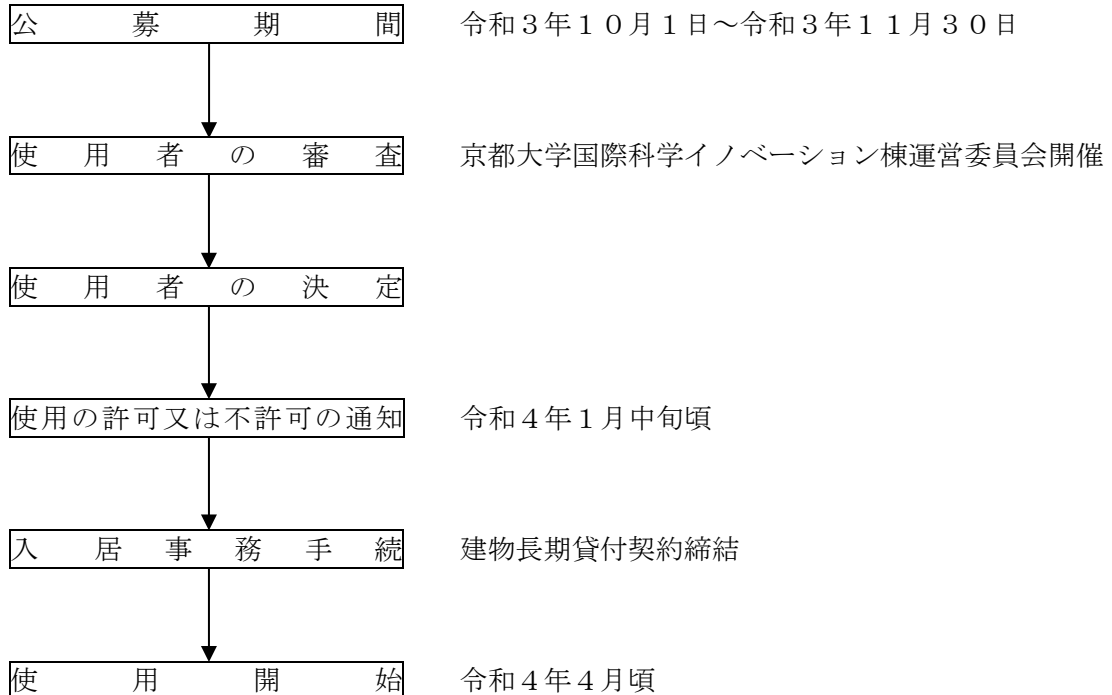 公募期間　令和３年１０月１日～令和３年１１月３０日
使用者の審査　京都大学国際科学イノベーション棟運営委員会開催
使用者の決定
使用の許可又は不許可の通知　令和４年１月中旬頃
入居事務手続　建物長期貸付契約締結
使用開始　令和４年４月頃